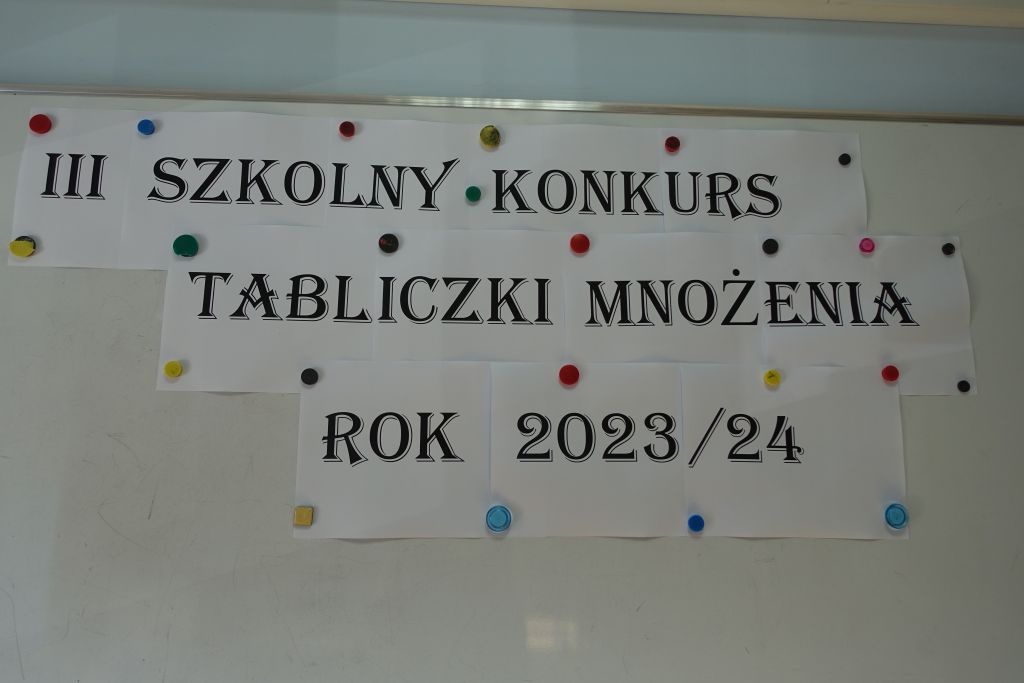 III SZKOLNY KONKURS
TABLICZKI MNOŻENIA
ROK 2023/24